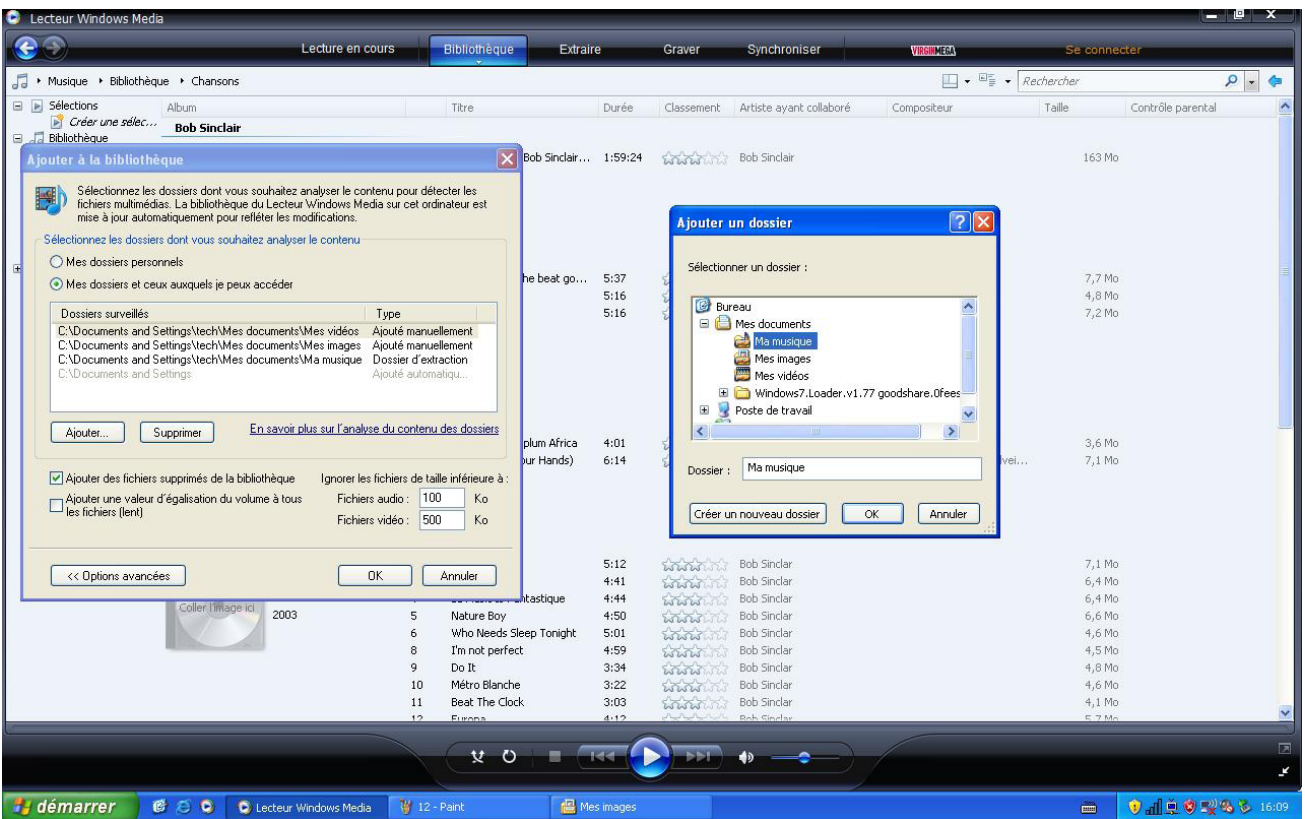 Lecteur Windows Media
Lecture en cours Bibliothèque Extraire Graver Synchroniser VIRGINMEGA Se connecter
Musique Bibliothèque Chansons Rechercher
Sélections Album Titre Durée Classement Artiste ayant collaboré Compositeur Taille Contrôle parental
Créer une sélec... Bob Sinclair
Bibliothèque
Bob Sinclair... 1:59:24 Bob Sinclair 163 Mo
Ajouter à la bibliothèque
Sélectionnez les dossiers dont vous souhaitez analyser le contenu pour détecter les
fichiers multimédias. La bibliothèque du Lecteur Windows Media sur cet ordinateur est
mise à jour automatiquement pour refléter les modifications.
Sélectionnez les dossiers dont vous souhaitez analyser le contenu
Mes dossiers personnels
Mes dossiers et ceux auxquels je peux accéder
Dossiers surveillés Type
C:\Documents and Settings\tech\Mes documents\Mes vidéos Ajouté manuellement
C:\Documents and Settings\tech\Mes documents\Mes images Ajouté manuellement
C:\Documents and Settings\tech\Mes documents\Ma musique Dossier d'extraction
C:\Documents and Settings Ajouté automatiqu...
Ajouter... Supprimer En savoir plus sur l'analyse du contenu des dossiers
Ajouter des fichiers supprimés de la bibliothèque Ignorer les fichiers de taille inférieure à :
Ajouter une valeur d'égalisation du volume à tous Fichiers audio : 100 Ko
les fichiers (lent)
Fichiers vidéo : 500 Ko
<< Options avancées OK Annuler
Ajouter un dossier
Sélectionner un dossier :
Bureau
Mes documents
Ma musique
Mes images
Mes vidéos
Windows7.Loader.v1.77 goodshare.0fees
Poste de travail
Dossier : Ma musique
Créer un nouveau dossier OK Annuler
he beat go... 5:37 7,7 Mo
5:16 4,8 Mo
5:16 7,2 Mo
plum Africa 4:01 3,6 Mo
our Hands) 6:14 7,1 Mo
5:12 Bob Sinclar 7,1 Mo
4:41 Bob Sinclar 6,4 Mo
4:44 Bob Sinclar 6,4 Mo
Coller l'image ici 2003 5 Nature Boy 4:50 Bob Sinclar 6,6 Mo
6 Who Needs Sleep Tonight 5:01 Bob Sinclar 4,6 Mo
8 I'm not perfect 4:59 Bob Sinclar 4,5 Mo
9 Do It 3:34 Bob Sinclar 4,8 Mo
10 Métro Blanche 3:22 Bob Sinclar 4,6 Mo
11 Beat The Clock 3:03 Bob Sinclar 4,1 Mo
12 Europa 4:12 Bob Sinclar 5,7 Mo
démarrer Lecteur Windows Media 12 - Paint Mes images 16:09